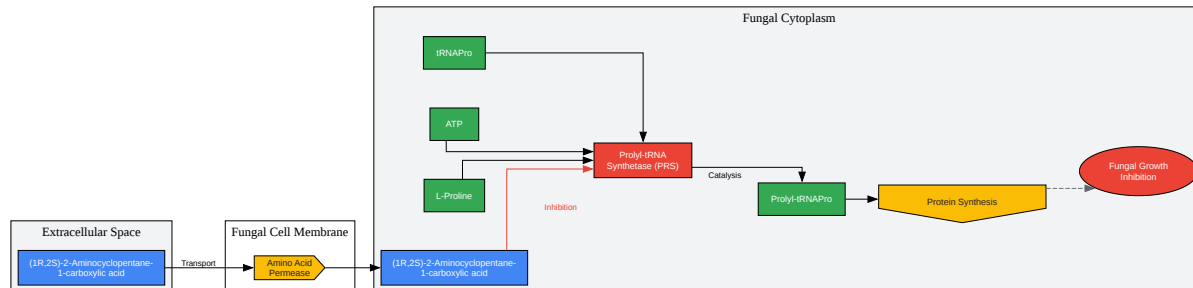 Fungal Cytoplasm
tRNAPro
ATP
Prolyl-tRNA
Synthetase (PRS)
Catalysis
Fungal Growth
Inhibition
L-Proline
Inhibition
Prolyl-tRNAPro
Protein Synthesis
Extracellular Space
(1R,2S)-2-Aminocyclopentane-
1-carboxylic acid
Transport
Fungal Cell Membrane
Amino Acid
Permease
(1R,2S)-2-Aminocyclopentane-
1-carboxylic acid